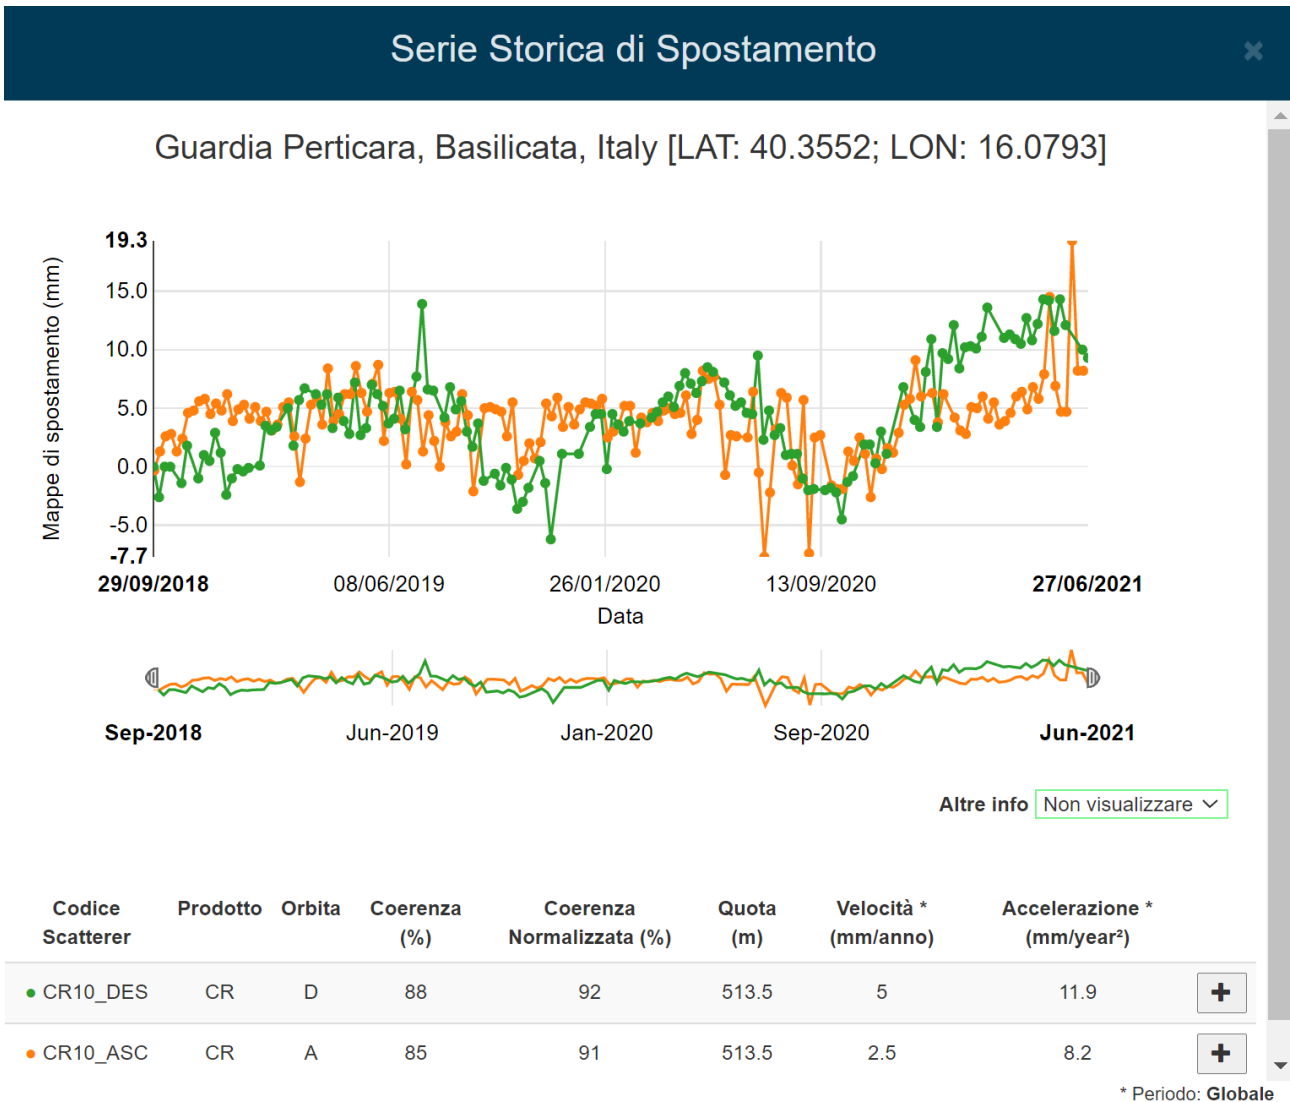 Serie Storica di Spostamento
Guardia Perticara, Basilicata, Italy [LAT: 40.3552; LON: 16.0793]
Mappe di spostamento (mm)
19.3
15.0
10.0
5.0
0.0
-5.0
-7.7
29/09/2018 08/06/2019 26/01/2020 13/09/2020 27/06/2021
Data
Sep-2018 Jun-2019 Jan-2020 Sep-2020 Jun-2021
Altre info Non visualizzare
Codice Prodotto Orbita Coerenza Coerenza Quota Velocità * Accelerazione *
Scatterer (%) Normalizzata (%) (m) (mm/anno) (mm/year²)
CR10_DES CR D 88 92 513.5 5 11.9
CR10_ASC CR A 85 91 513.5 2.5 8.2
* Periodo: Globale